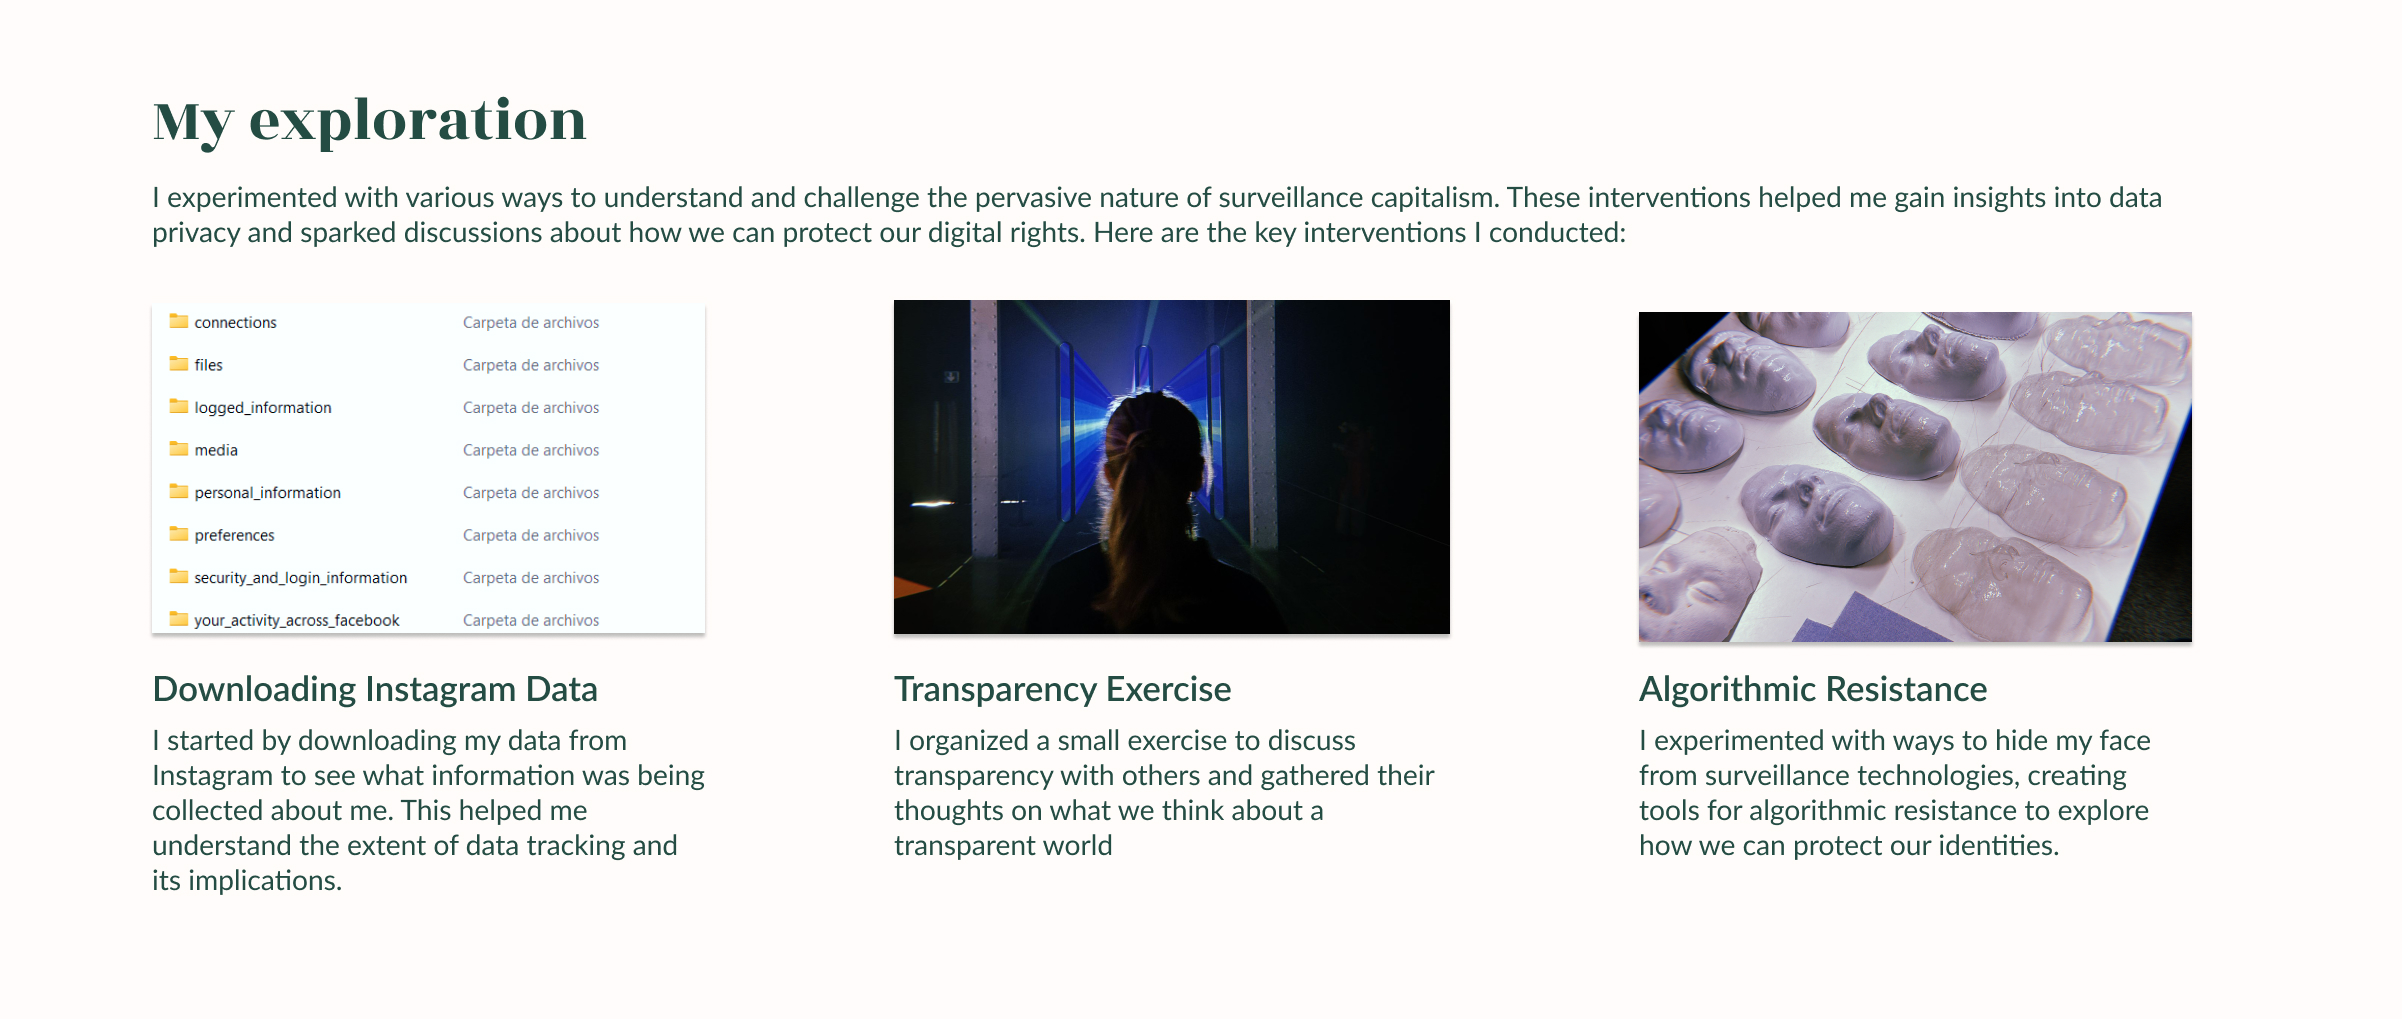 My exploration
I experimented with various ways to understand and challenge the pervasive nature of surveillance capitalism. These interventions helped me gain insights into data
privacy and sparked discussions about how we can protect our digital rights. Here are the key interventions I conducted:
connections Carpeta de archivos
files Carpeta de archivos
logged_information Carpeta de archivos
media Carpeta de archivos
personal_information Carpeta de archivos
preferences Carpeta de archivos
security_and_login_information Carpeta de archivos
your_activity_across_facebook Carpeta de archivos
Downloading Instagram Data
I started by downloading my data from
Instagram to see what information was being
collected about me. This helped me
understand the extent of data tracking and
its implications.
Transparency Exercise
I organized a small exercise to discuss
transparency with others and gathered their
thoughts on what we think about a
transparent world
Algorithmic Resistance
I experimented with ways to hide my face
from surveillance technologies, creating
tools for algorithmic resistance to explore
how we can protect our identities.